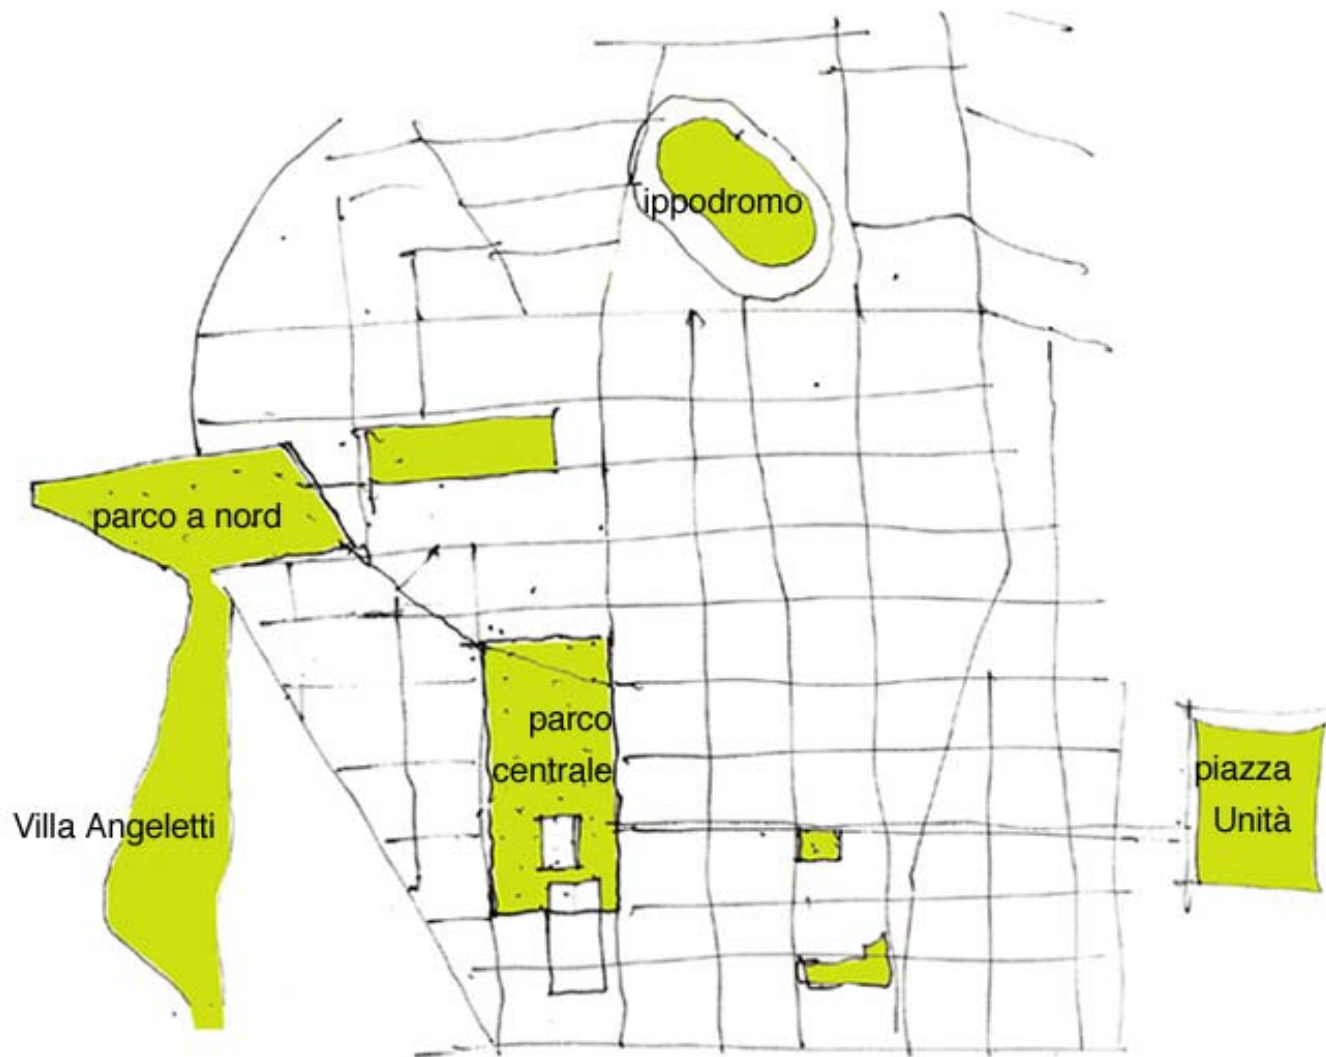 ippodromo
parco a nord
parco
centrale
piazza
Unità
Villa Angeletti